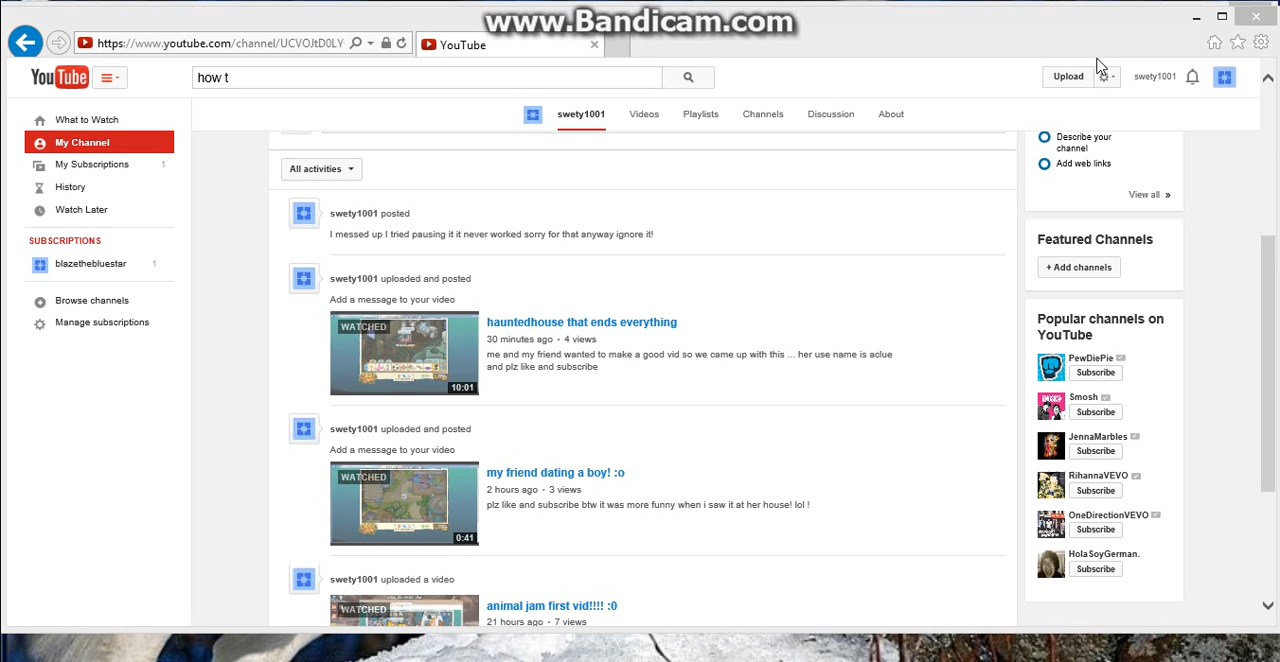 www.Bandicam.com
https://www.youtube.com/channel/UCVOJtD0LY
YouTube
YouTube
how t
Upload
swety1001
swety1001
Videos
Playlists
Channels
Discussion
About
What to Watch
My Channel
My Subscriptions 1
History
Watch Later
SUBSCRIPTIONS
blazethebluestar 1
Browse channels
Manage subscriptions
All activities
swety1001 posted
I messed up I tried pausing it it never worked sorry for that anyway ignore it!
swety1001 uploaded and posted
Add a message to your video
WATCHED
10:01
hauntedhouse that ends everything
30 minutes ago • 4 views
me and my friend wanted to make a good vid so we came up with this ... her use name is aclue
and plz like and subscribe
swety1001 uploaded and posted
Add a message to your video
WATCHED
0:41
my friend dating a boy! :o
2 hours ago • 3 views
plz like and subscribe btw it was more funny when i saw it at her house! lol !
swety1001 uploaded a video
WATCHED
animal jam first vid!!!! :0
21 hours ago • 7 views
Describe your
channel
Add web links
View all »
Featured Channels
+ Add channels
Popular channels on
YouTube
PewDiePie
Subscribe
Smosh
Subscribe
JennaMarbles
Subscribe
RihannaVEVO
Subscribe
OneDirectionVEVO
Subscribe
HolaSoyGerman.
Subscribe